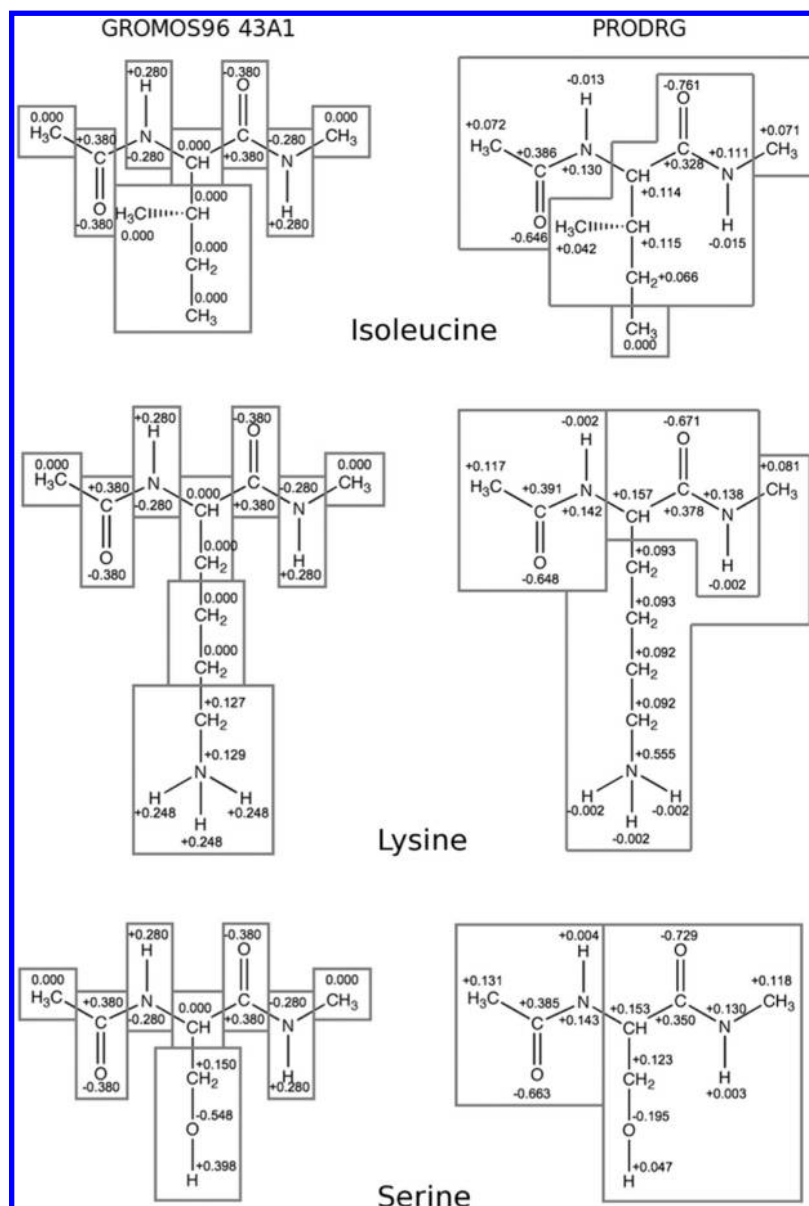 GROMOS96 43A1 PRODRG
+0.280 -0.380
H O
0.000 0.000
H₃C +0.380 N 0.000 C -0.280 CH₃
C -0.280 CH +0.380 N
O H₃C CH 0.000 H
-0.380 0.000 +0.280
0.000
CH₂
0.000
CH₃
-0.013 -0.761
H O
+0.072 +0.071
H₃C +0.386 N C +0.111 CH₃
C +0.130 CH +0.328 N
+0.114
O H₃C CH H
-0.646 +0.042 +0.115 -0.015
CH₂ +0.066
CH₃
0.000
Isoleucine
+0.280 -0.380
H O
0.000 0.000
H₃C +0.380 N 0.000 C -0.280 CH₃
C -0.280 CH +0.380 N
0.000
O CH₂ H
-0.380 +0.280
0.000
CH₂
0.000
CH₂
+0.127
CH₂
+0.129
N
H H
+0.248 H +0.248
+0.248
-0.002 -0.671
H O
+0.117 +0.081
H₃C +0.391 N +0.157 C +0.138 CH₃
C +0.142 CH +0.378 N
+0.093
O CH₂ H
-0.648 -0.002
+0.093
CH₂
+0.092
CH₂
+0.092
CH₂
+0.555
N
H H
-0.002 H -0.002
-0.002
Lysine
+0.280 -0.380
H O
0.000 0.000
H₃C +0.380 N 0.000 C -0.280 CH₃
C -0.280 CH +0.380 N
+0.150
O CH₂ H
-0.380 +0.280
-0.548
O
H +0.398
+0.004 -0.729
H O
+0.131 +0.118
H₃C +0.385 N +0.153 C +0.130 CH₃
C +0.143 CH +0.350 N
+0.123
O CH₂ H
-0.663 +0.003
-0.195
O
H +0.047
Serine